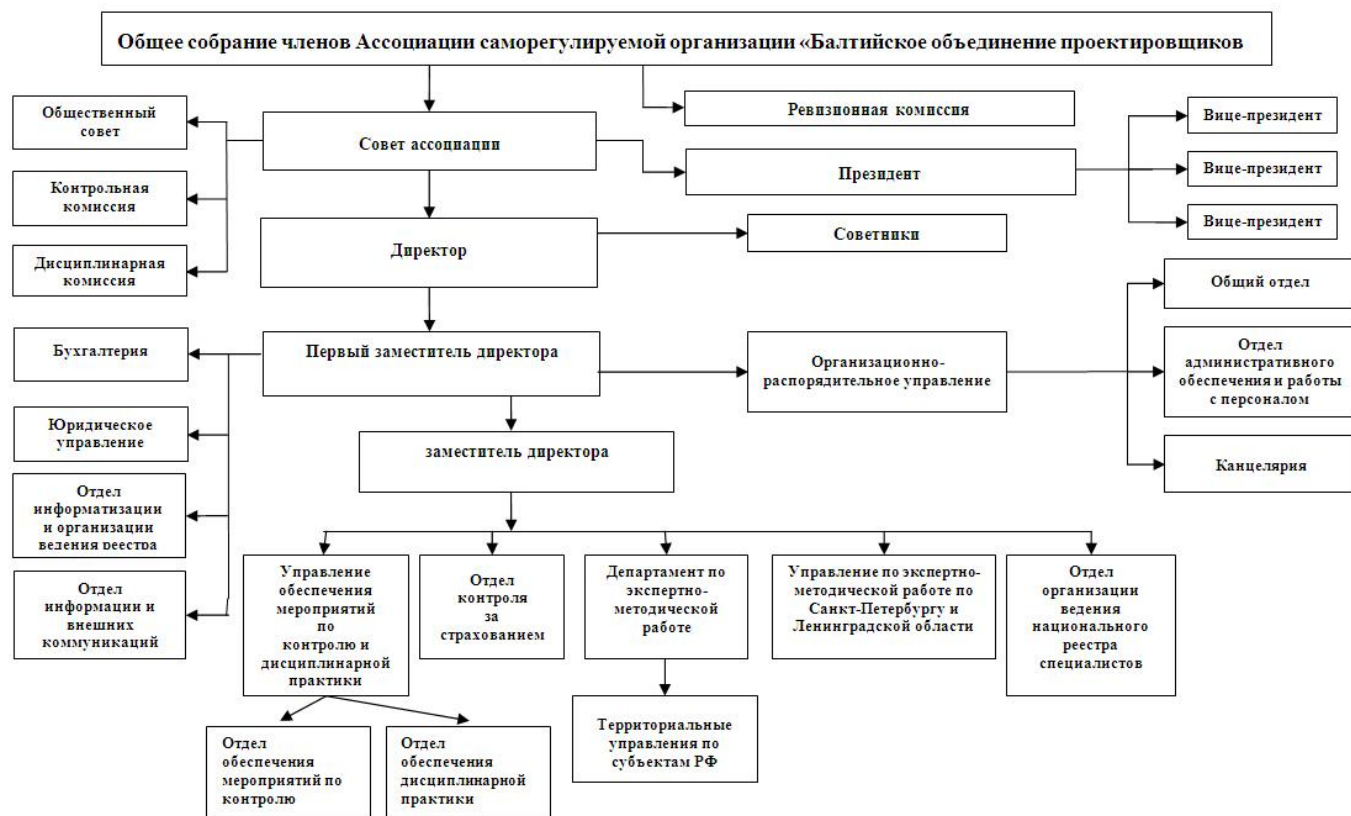 Общее собрание членов Ассоциации саморегулируемой организации «Балтийское объединение проектировщиков
Общественный
совет
Контрольная
комиссия
Дисциплинарная
комиссия
Совет ассоциации
Ревизионная комиссия
Президент
Вице-президент
Вице-президент
Вице-президент
Директор
Советники
Первый заместитель директора
Бухгалтерия
Юридическое
управление
Отдел
информатизации
и организации
ведения реестра
Отдел
информации и
внешних
коммуникаций
Организационно-
распорядительное управление
Общий отдел
Отдел
административного
обеспечения и работы
с персоналом
Канцелярия
заместитель директора
Управление
обеспечения
мероприятий
по
контролю и
дисциплинарной
практики
Отдел
контроля
за
страхованием
Департамент по
экспертно-
методической
работе
Управление по экспертно-
методической работе по
Санкт-Петербургу и
Ленинградской области
Отдел
организации
ведения
национального
реестра
специалистов
Отдел
обеспечения
мероприятий по
контролю
Отдел
обеспечения
дисциплинарной
практики
Территориальные
управления по
субъектам РФ